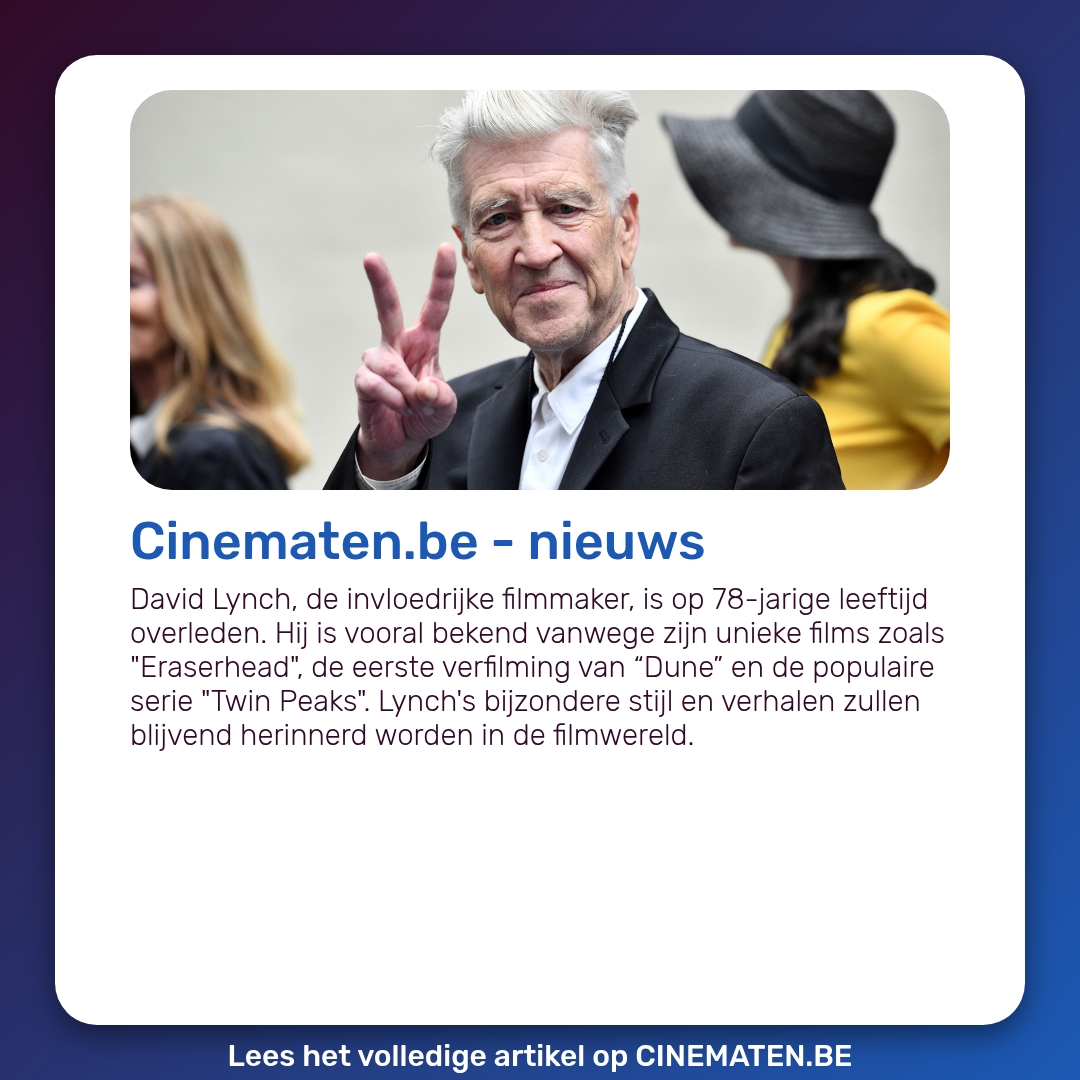 Cinematen.be - nieuws
David Lynch, de invloedrijke filmmaker, is op 78-jarige leeftijd
overleden. Hij is vooral bekend vanwege zijn unieke films zoals
"Eraserhead", de eerste verfilming van “Dune” en de populaire
serie "Twin Peaks". Lynch's bijzondere stijl en verhalen zullen
blijvend herinnerd worden in de filmwereld.
Lees het volledige artikel op CINEMATEN.BE